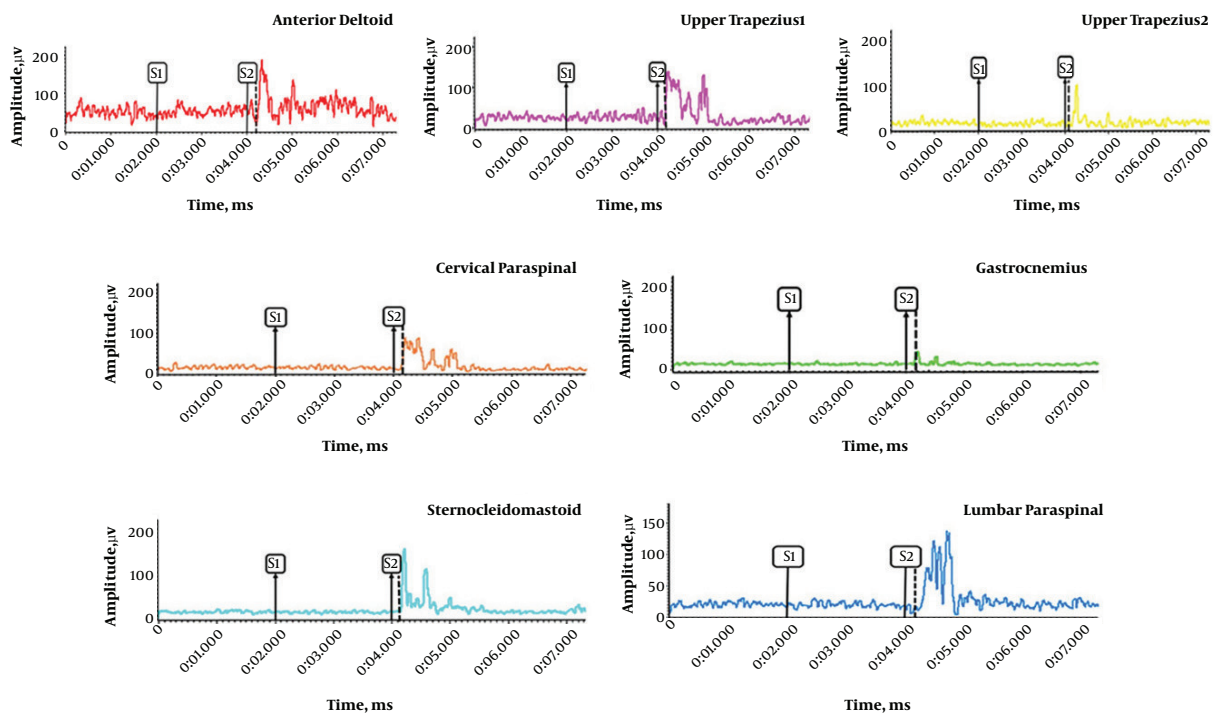 Anterior Deltoid
Amplitude,μv
200
100
0
S1
S2
0
0:01.000
0:02.000
0:03.000
0:04.000
0:05.000
0:06.000
0:07.000
Time, ms
Upper Trapezius1
Amplitude,μv
200
100
0
S1
S2
0
0:01.000
0:02.000
0:03.000
0:04.000
0:05.000
0:06.000
0:07.000
Time, ms
Upper Trapezius2
Amplitude,μv
200
100
0
S1
S2
0
0:01.000
0:02.000
0:03.000
0:04.000
0:05.000
0:06.000
0:07.000
Time, ms
Cervical Paraspinal
Amplitude,μv
200
100
0
S1
S2
0
0:01.000
0:02.000
0:03.000
0:04.000
0:05.000
0:06.000
0:07.000
Time, ms
Gastrocnemius
Amplitude,μv
200
100
0
S1
S2
0
0:01.000
0:02.000
0:03.000
0:04.000
0:05.000
0:06.000
0:07.000
Time, ms
Sternocleidomastoid
Amplitude,μv
200
100
0
S1
S2
0
0:01.000
0:02.000
0:03.000
0:04.000
0:05.000
0:06.000
0:07.000
Time, ms
Lumbar Paraspinal
Amplitude,μv
150
100
50
0
S1
S2
0
0:01.000
0:02.000
0:03.000
0:04.000
0:05.000
0:06.000
0:07.000
Time, ms